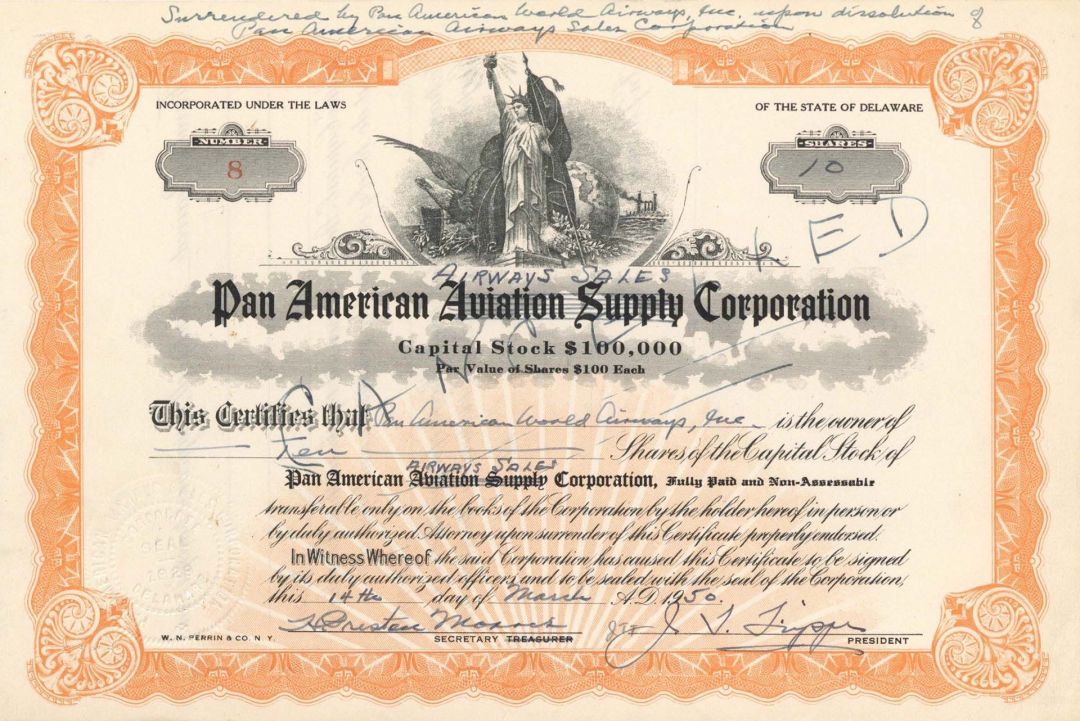 Surrendered by Pan American World Airways, Inc. upon dissolution of
Pan American Airways Sales Corporation
INCORPORATED UNDER THE LAWS
OF THE STATE OF DELAWARE
NUMBER
8
SHARES
10
CANCELLED
AIRWAYS SALES
Pan American Aviation Supply Corporation
Capital Stock $100,000
Par Value of Shares $100 Each
This Certifies that Pan American World Airways, Inc. is the owner of
Ten Shares of the Capital Stock of
AIRWAYS SALES
Pan American Aviation Supply Corporation, Fully Paid and Non-Assessable
transferable only on the books of the Corporation by the holder hereof in person or
by duly authorized Attorney upon surrender of this Certificate properly endorsed.
In Witness Whereof the said Corporation has caused this Certificate to be signed
by its duly authorized officers and to be sealed with the seal of the Corporation
this 14th day of March A.D. 1950.
W. N. PERRIN & CO. N. Y.
SECRETARY TREASURER
PRESIDENT